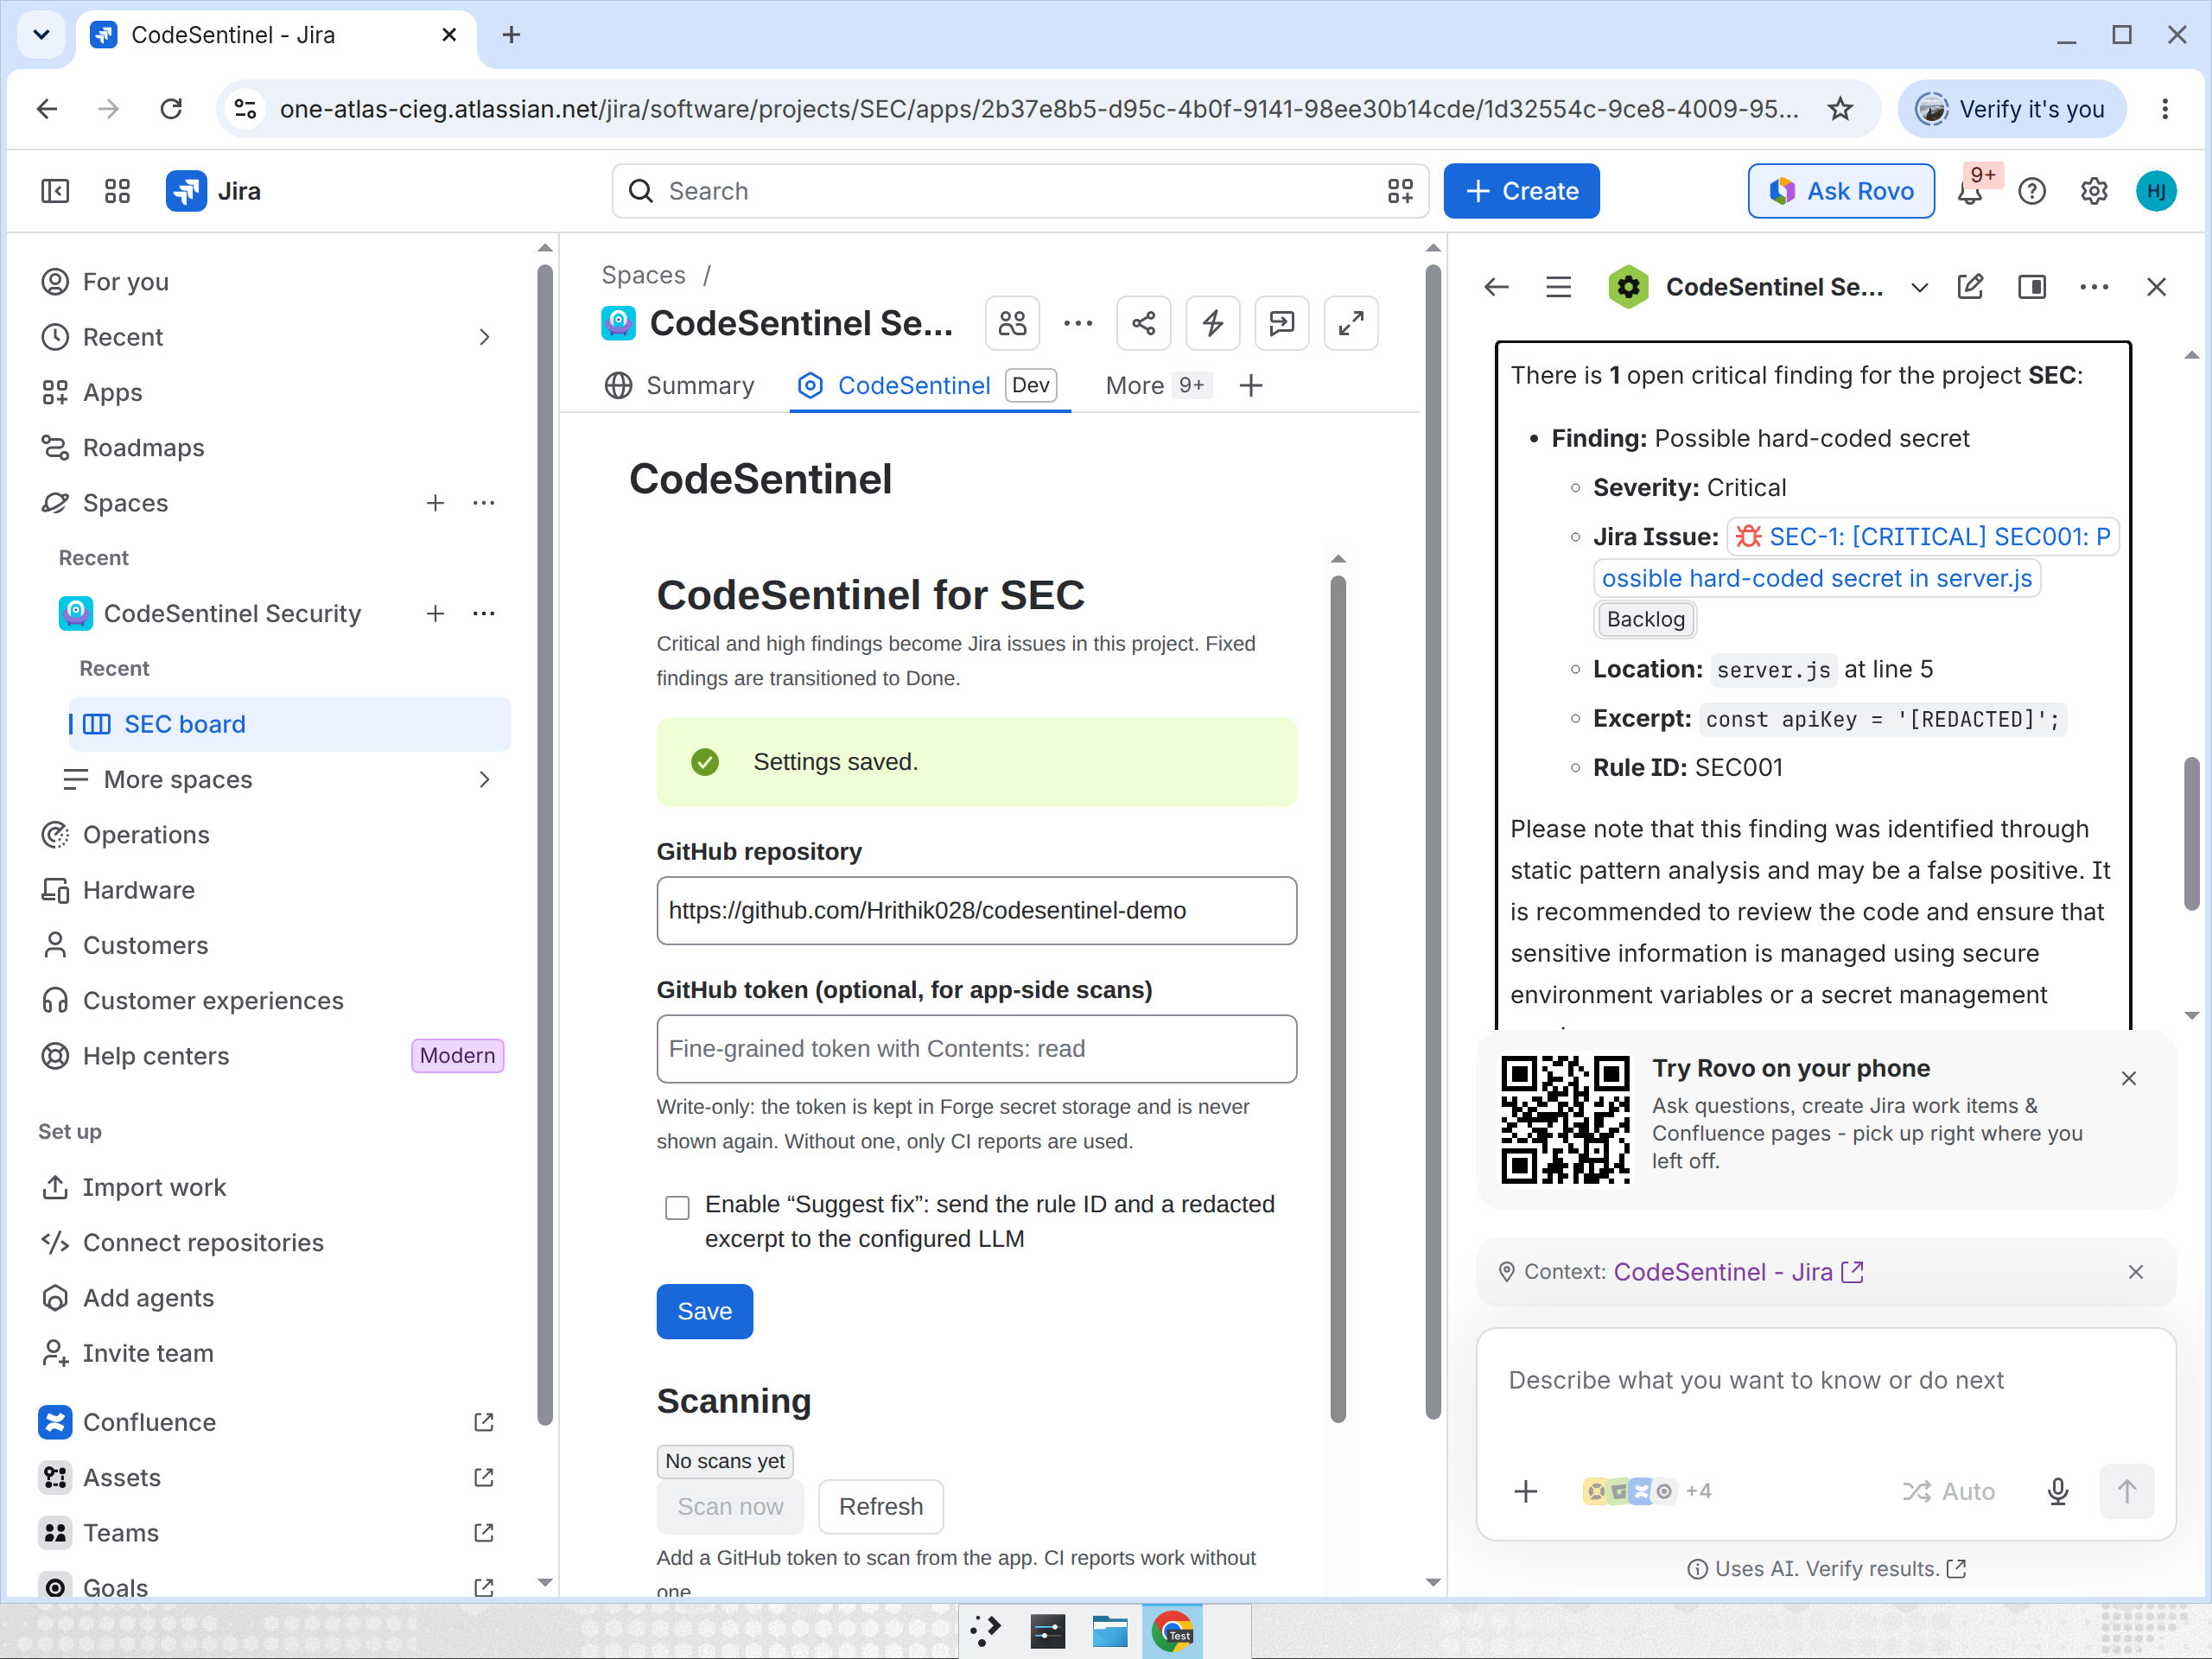 CodeSentinel - Jira
one-atlas-cieg.atlassian.net/jira/software/projects/SEC/apps/2b37e8b5-d95c-4b0f-9141-98ee30b14cde/1d32554c-9ce8-4009-95...
Verify it's you
Jira
Search
Create
Ask Rovo
9+
HJ
For you
Recent
Apps
Roadmaps
Spaces
Recent
CodeSentinel Security
Recent
SEC board
More spaces
Operations
Hardware
Customers
Customer experiences
Help centers
Modern
Set up
Import work
Connect repositories
Add agents
Invite team
Confluence
Assets
Teams
Goals
Spaces /
CodeSentinel Se...
Summary
CodeSentinel Dev
More 9+
CodeSentinel
CodeSentinel for SEC
Critical and high findings become Jira issues in this project. Fixed
findings are transitioned to Done.
Settings saved.
GitHub repository
https://github.com/Hrithik028/codesentinel-demo
GitHub token (optional, for app-side scans)
Fine-grained token with Contents: read
Write-only: the token is kept in Forge secret storage and is never
shown again. Without one, only CI reports are used.
Enable “Suggest fix”: send the rule ID and a redacted
excerpt to the configured LLM
Save
Scanning
No scans yet
Scan now
Refresh
Add a GitHub token to scan from the app. CI reports work without
one
CodeSentinel Se...
There is 1 open critical finding for the project SEC:
• Finding: Possible hard-coded secret
Severity: Critical
Jira Issue: SEC-1: [CRITICAL] SEC001: P
ossible hard-coded secret in server.js
Backlog
Location: server.js at line 5
Excerpt: const apiKey = '[REDACTED]';
Rule ID: SEC001
Please note that this finding was identified through
static pattern analysis and may be a false positive. It
is recommended to review the code and ensure that
sensitive information is managed using secure
environment variables or a secret management
Try Rovo on your phone
Ask questions, create Jira work items &
Confluence pages - pick up right where you
left off.
Context: CodeSentinel - Jira
Describe what you want to know or do next
+4
Auto
Uses AI. Verify results.
Test